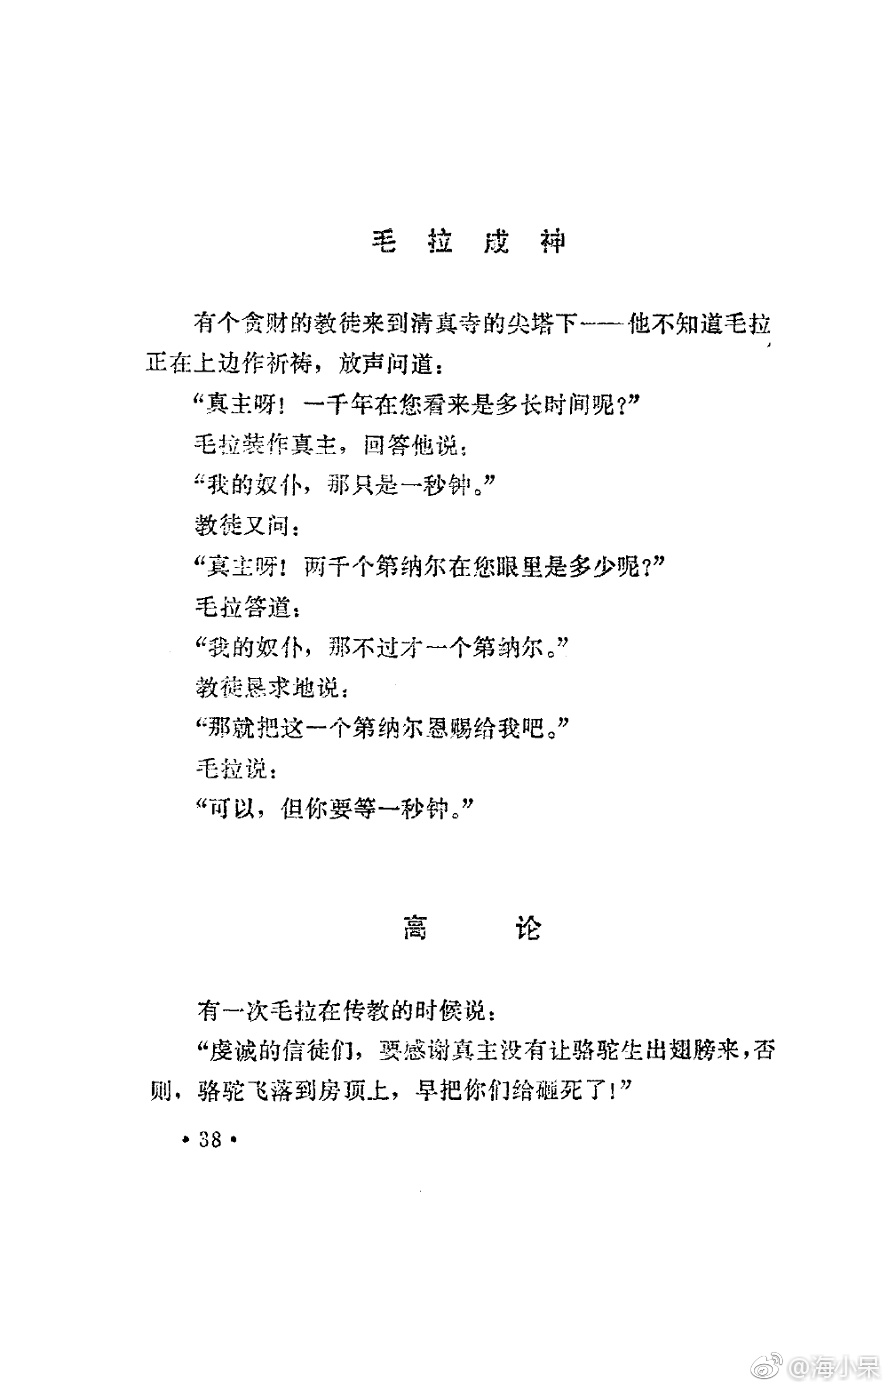 毛拉成神
有个贪财的教徒来到清真寺的尖塔下——他不知道毛拉
正在上边作祈祷，放声问道：
“真主呀！一千年在您看来是多长时间呢？”
毛拉装作真主，回答他说：
“我的奴仆，那只是一秒钟。”
教徒又问：
“真主呀！两千个第纳尔在您眼里是多少呢？”
毛拉答道：
“我的奴仆，那不过才一个第纳尔。”
教徒恳求地说：
“那就把这一个第纳尔恩赐给我吧。”
毛拉说：
“可以，但你要等一秒钟。”
高论
有一次毛拉在传教的时候说：
“虔诚的信徒们，要感谢真主没有让骆驼生出翅膀来，否
则，骆驼飞落到房顶上，早把你们给砸死了！”
·38·
@海小呆